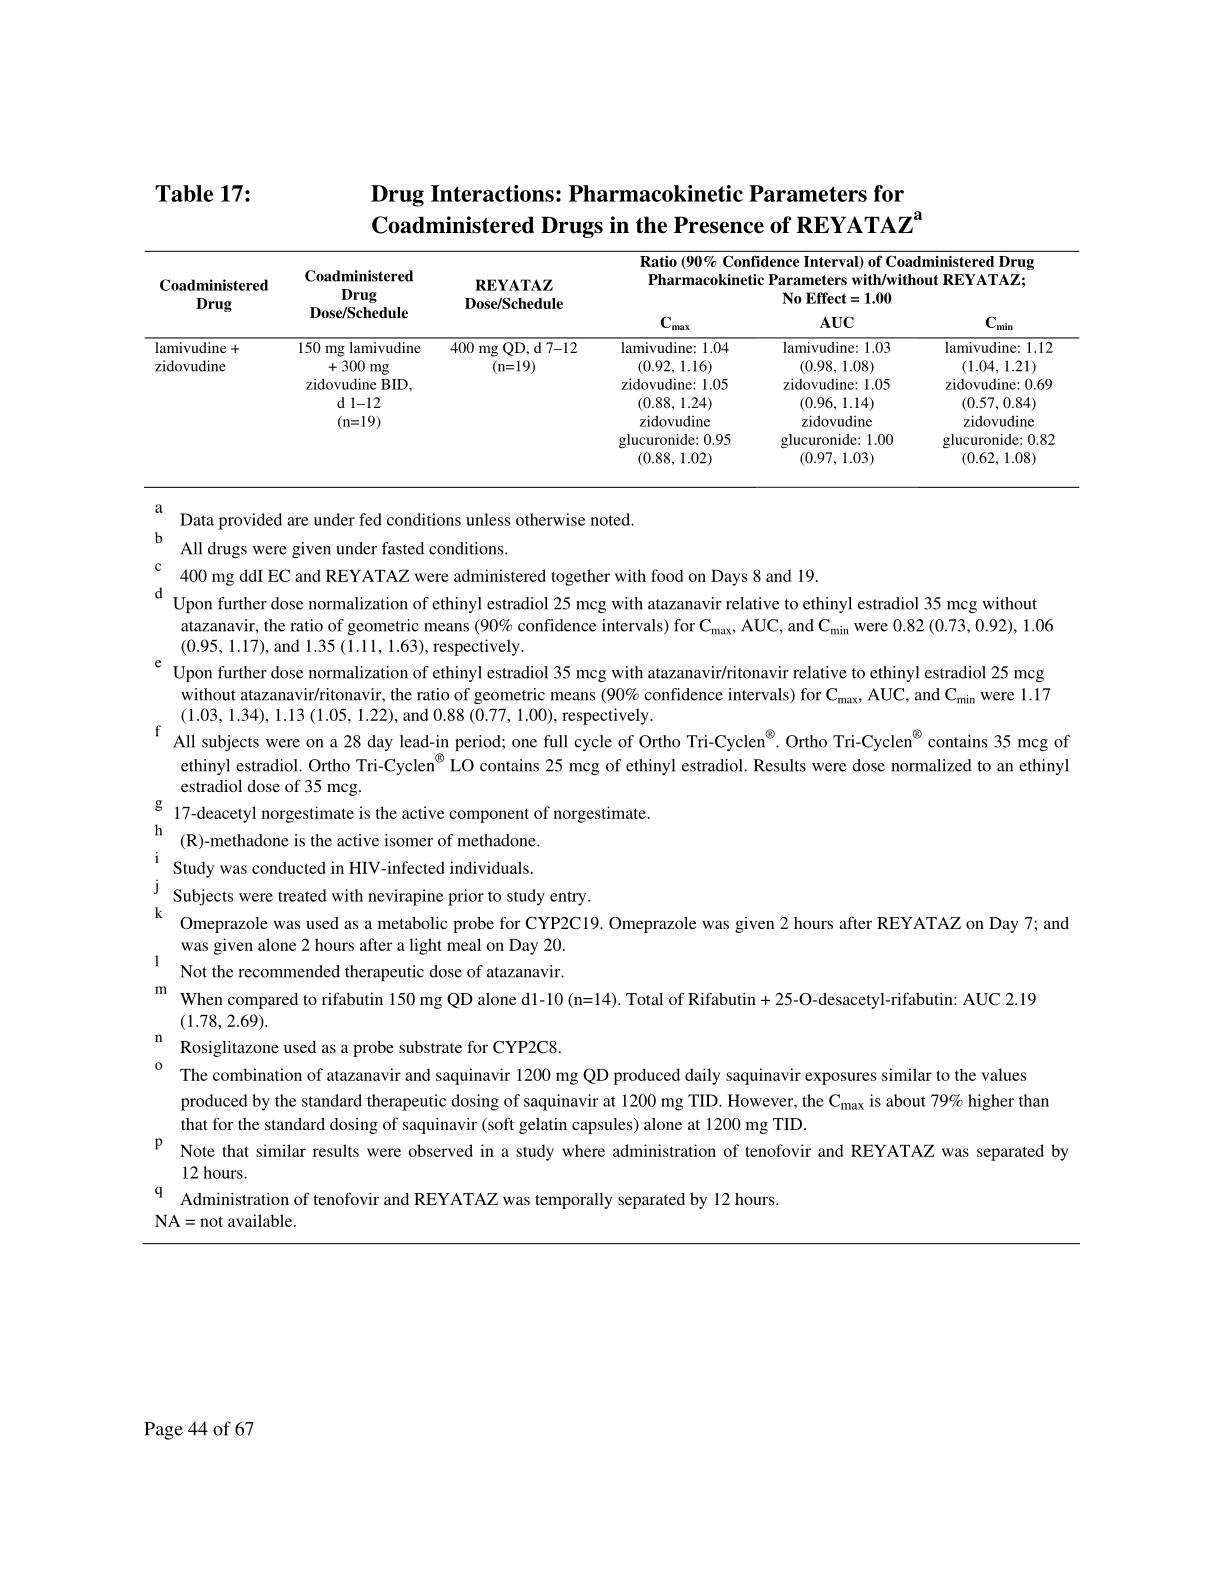 Table 17: Drug Interactions: Pharmacokinetic Parameters for
Coadministered Drugs in the Presence of REYATAZa
Coadministered
Drug
Coadministered
Drug
Dose/Schedule
REYATAZ
Dose/Schedule
Ratio (90% Confidence Interval) of Coadministered Drug
Pharmacokinetic Parameters with/without REYATAZ;
No Effect = 1.00
Cmax AUC Cmin
lamivudine + 150 mg lamivudine 400 mg QD, d 7–12 lamivudine: 1.04 lamivudine: 1.03 lamivudine: 1.12
zidovudine + 300 mg (n=19) (0.92, 1.16) (0.98, 1.08) (1.04, 1.21)
zidovudine BID, zidovudine: 1.05 zidovudine: 1.05 zidovudine: 0.69
d 1–12 (0.88, 1.24) (0.96, 1.14) (0.57, 0.84)
(n=19) zidovudine zidovudine zidovudine
glucuronide: 0.95 glucuronide: 1.00 glucuronide: 0.82
(0.88, 1.02) (0.97, 1.03) (0.62, 1.08)
a Data provided are under fed conditions unless otherwise noted.
b All drugs were given under fasted conditions.
c 400 mg ddI EC and REYATAZ were administered together with food on Days 8 and 19.
d Upon further dose normalization of ethinyl estradiol 25 mcg with atazanavir relative to ethinyl estradiol 35 mcg without
atazanavir, the ratio of geometric means (90% confidence intervals) for Cmax, AUC, and Cmin were 0.82 (0.73, 0.92), 1.06
(0.95, 1.17), and 1.35 (1.11, 1.63), respectively.
e Upon further dose normalization of ethinyl estradiol 35 mcg with atazanavir/ritonavir relative to ethinyl estradiol 25 mcg
without atazanavir/ritonavir, the ratio of geometric means (90% confidence intervals) for Cmax, AUC, and Cmin were 1.17
(1.03, 1.34), 1.13 (1.05, 1.22), and 0.88 (0.77, 1.00), respectively.
f All subjects were on a 28 day lead-in period; one full cycle of Ortho Tri-Cyclen®. Ortho Tri-Cyclen® contains 35 mcg of
ethinyl estradiol. Ortho Tri-Cyclen® LO contains 25 mcg of ethinyl estradiol. Results were dose normalized to an ethinyl
estradiol dose of 35 mcg.
g 17-deacetyl norgestimate is the active component of norgestimate.
h (R)-methadone is the active isomer of methadone.
i Study was conducted in HIV-infected individuals.
j Subjects were treated with nevirapine prior to study entry.
k Omeprazole was used as a metabolic probe for CYP2C19. Omeprazole was given 2 hours after REYATAZ on Day 7; and
was given alone 2 hours after a light meal on Day 20.
l Not the recommended therapeutic dose of atazanavir.
m When compared to rifabutin 150 mg QD alone d1-10 (n=14). Total of Rifabutin + 25-O-desacetyl-rifabutin: AUC 2.19
(1.78, 2.69).
n Rosiglitazone used as a probe substrate for CYP2C8.
o The combination of atazanavir and saquinavir 1200 mg QD produced daily saquinavir exposures similar to the values
produced by the standard therapeutic dosing of saquinavir at 1200 mg TID. However, the Cmax is about 79% higher than
that for the standard dosing of saquinavir (soft gelatin capsules) alone at 1200 mg TID.
p Note that similar results were observed in a study where administration of tenofovir and REYATAZ was separated by
12 hours.
q Administration of tenofovir and REYATAZ was temporally separated by 12 hours.
NA = not available.
Page 44 of 67